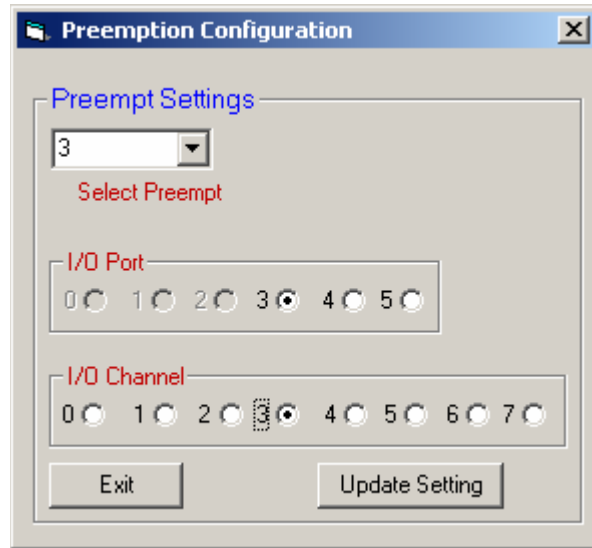 Preemption Configuration
Preempt Settings
3
Select Preempt
I/O Port
0 1 2 3 4 5
I/O Channel
0 1 2 3 4 5 6 7
Exit Update Setting